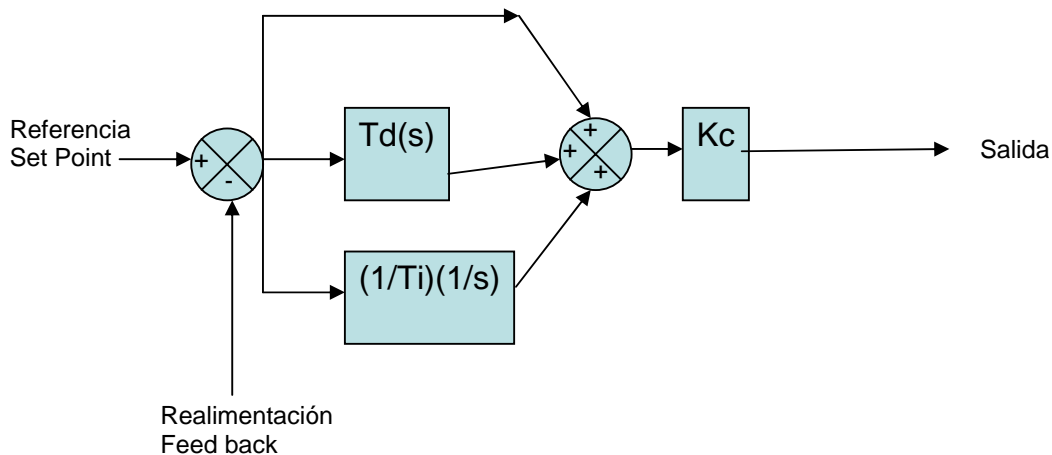 Referencia
Set Point
+
-
Td(s)
(1/Ti)(1/s)
+
+
+
Kc
Salida
Realimentación
Feed back